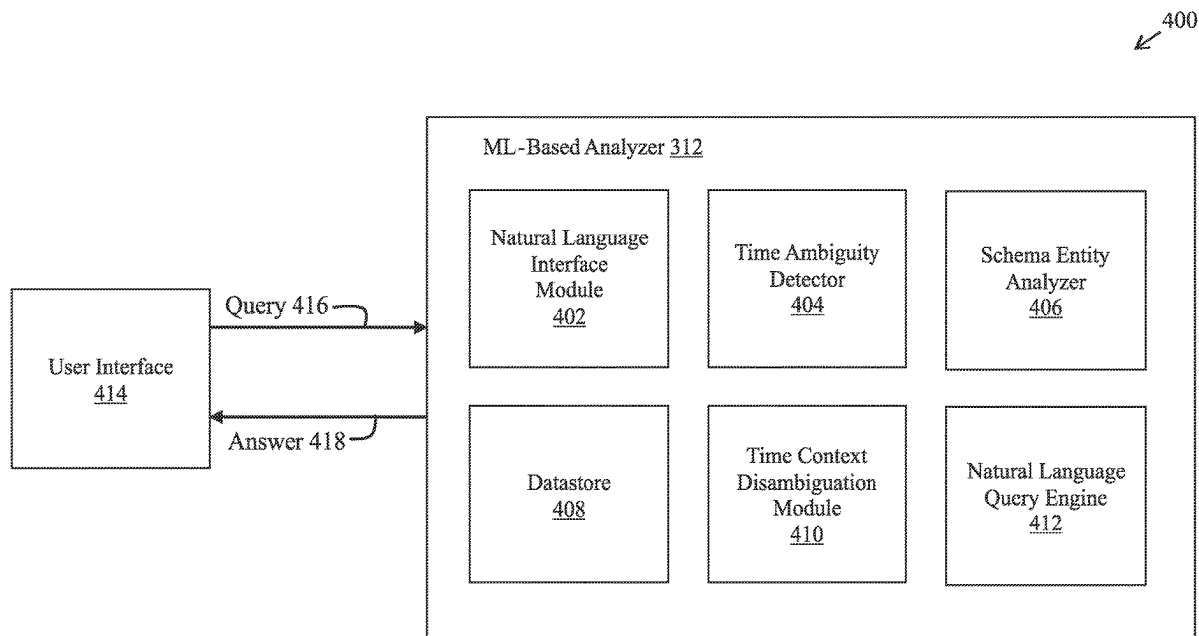 400
ML-Based Analyzer 312
Natural Language
Interface
Module
402
Time Ambiguity
Detector
404
Schema Entity
Analyzer
406
Query 416
User Interface
414
Answer 418
Datastore
408
Time Context
Disambiguation
Module
410
Natural Language
Query Engine
412